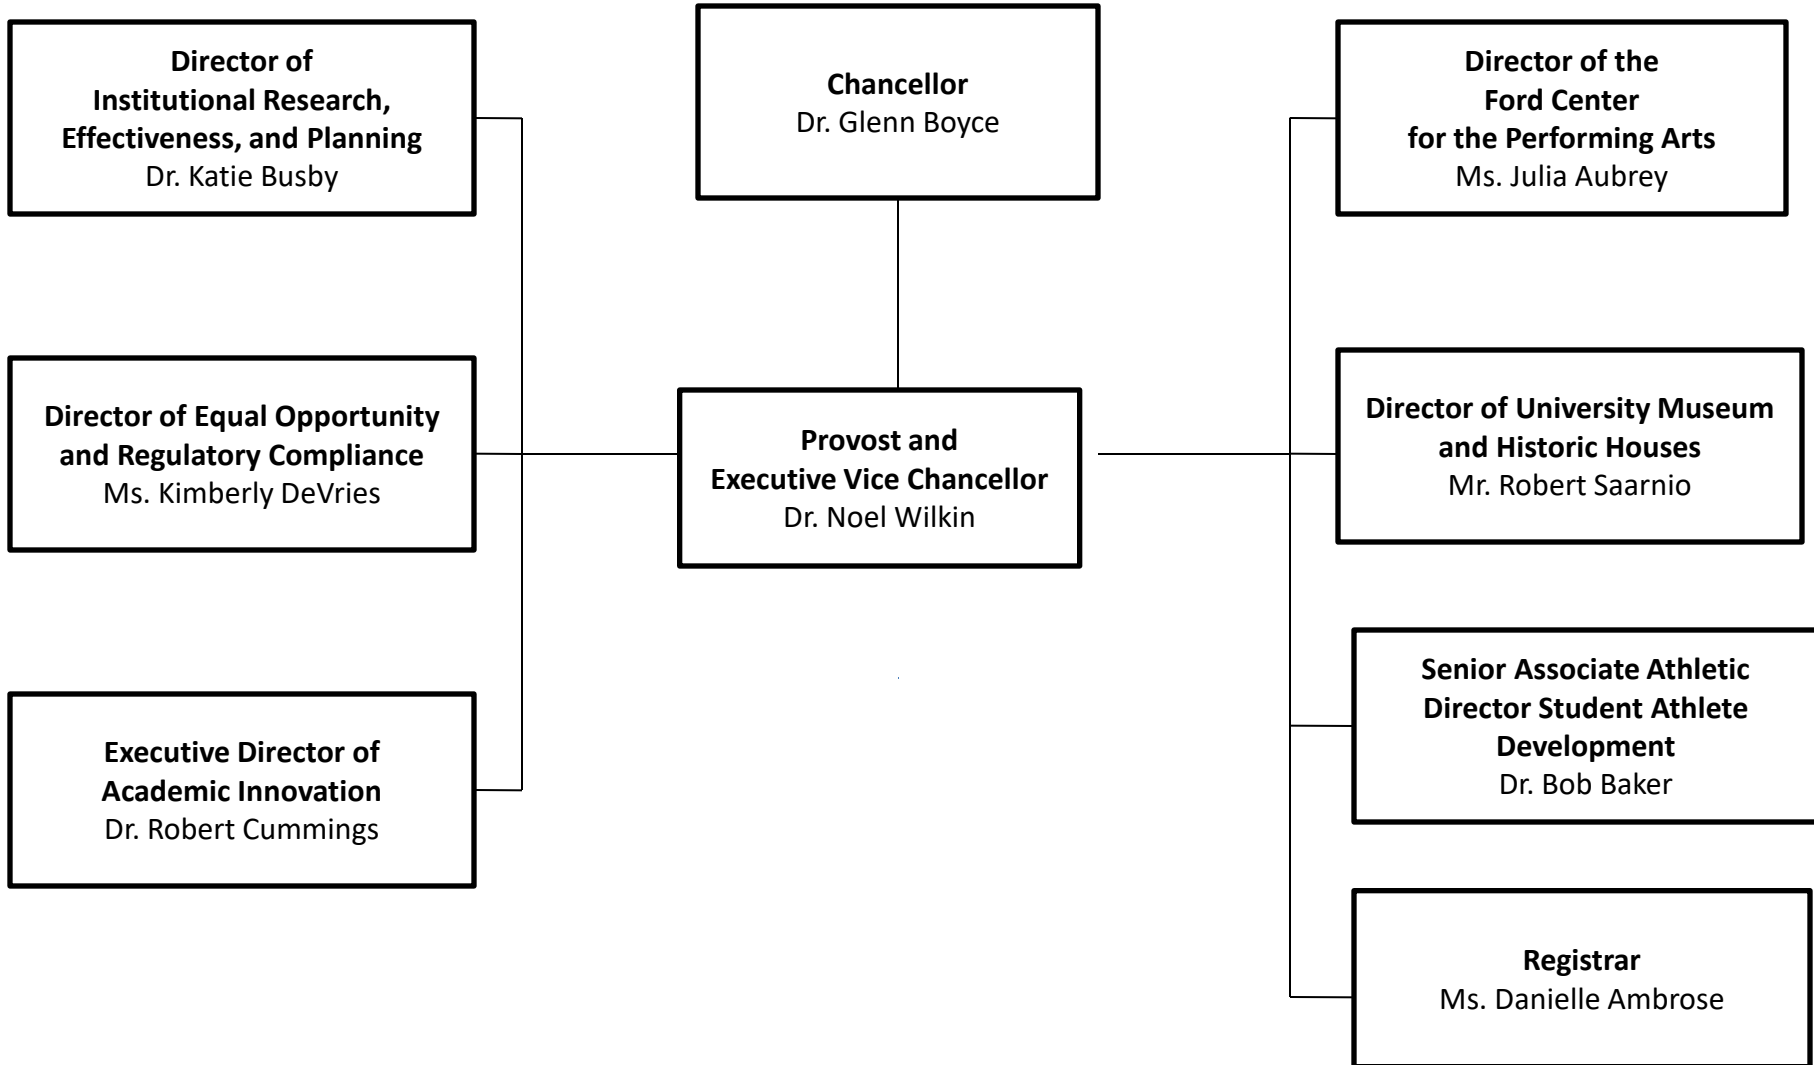 Director of
Institutional Research,
Effectiveness, and Planning
Dr. Katie Busby
Chancellor
Dr. Glenn Boyce
Director of the
Ford Center
for the Performing Arts
Ms. Julia Aubrey
Director of Equal Opportunity
and Regulatory Compliance
Ms. Kimberly DeVries
Provost and
Executive Vice Chancellor
Dr. Noel Wilkin
Director of University Museum
and Historic Houses
Mr. Robert Saarnio
Executive Director of
Academic Innovation
Dr. Robert Cummings
Senior Associate Athletic
Director Student Athlete
Development
Dr. Bob Baker
Registrar
Ms. Danielle Ambrose